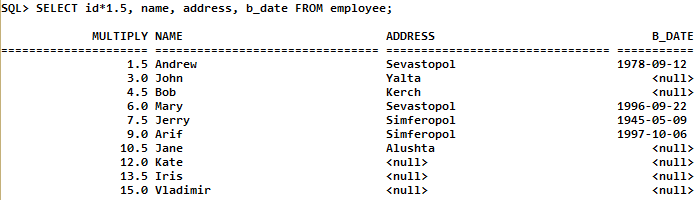 SQL> SELECT id*1.5, name, address, b_date FROM employee;
MULTIPLY NAME ADDRESS B_DATE
===================== =============================== =============================== ===========
1.5 Andrew Sevastopol 1978-09-12
3.0 John Yalta <null>
4.5 Bob Kerch <null>
6.0 Mary Sevastopol 1996-09-22
7.5 Jerry Simferopol 1945-05-09
9.0 Arif Simferopol 1997-10-06
10.5 Jane Alushta <null>
12.0 Kate <null> <null>
13.5 Iris <null> <null>
15.0 Vladimir <null> <null>